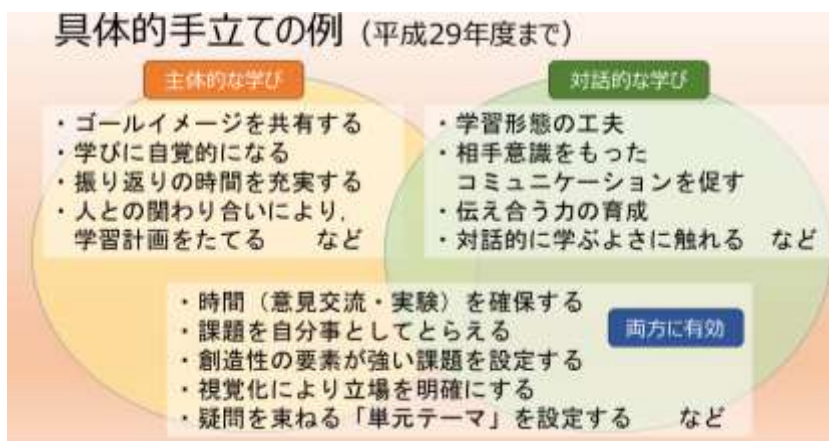 具体的手立ての例（平成29年度まで）
主体的な学び
・ゴールイメージを共有する
・学びに自覚的になる
・振り返りの時間を充実する
・人との関わり合いにより，
学習計画をたてる　など
対話的な学び
・学習形態の工夫
・相手意識をもった
コミュニケーションを促す
・伝え合う力の育成
・対話的に学ぶよさに触れる　など
・時間（意見交流・実験）を確保する
・課題を自分事としてとらえる
両方に有効
・創造性の要素が強い課題を設定する
・視覚化により立場を明確にする
・疑問を束ねる「単元テーマ」を設定する　など